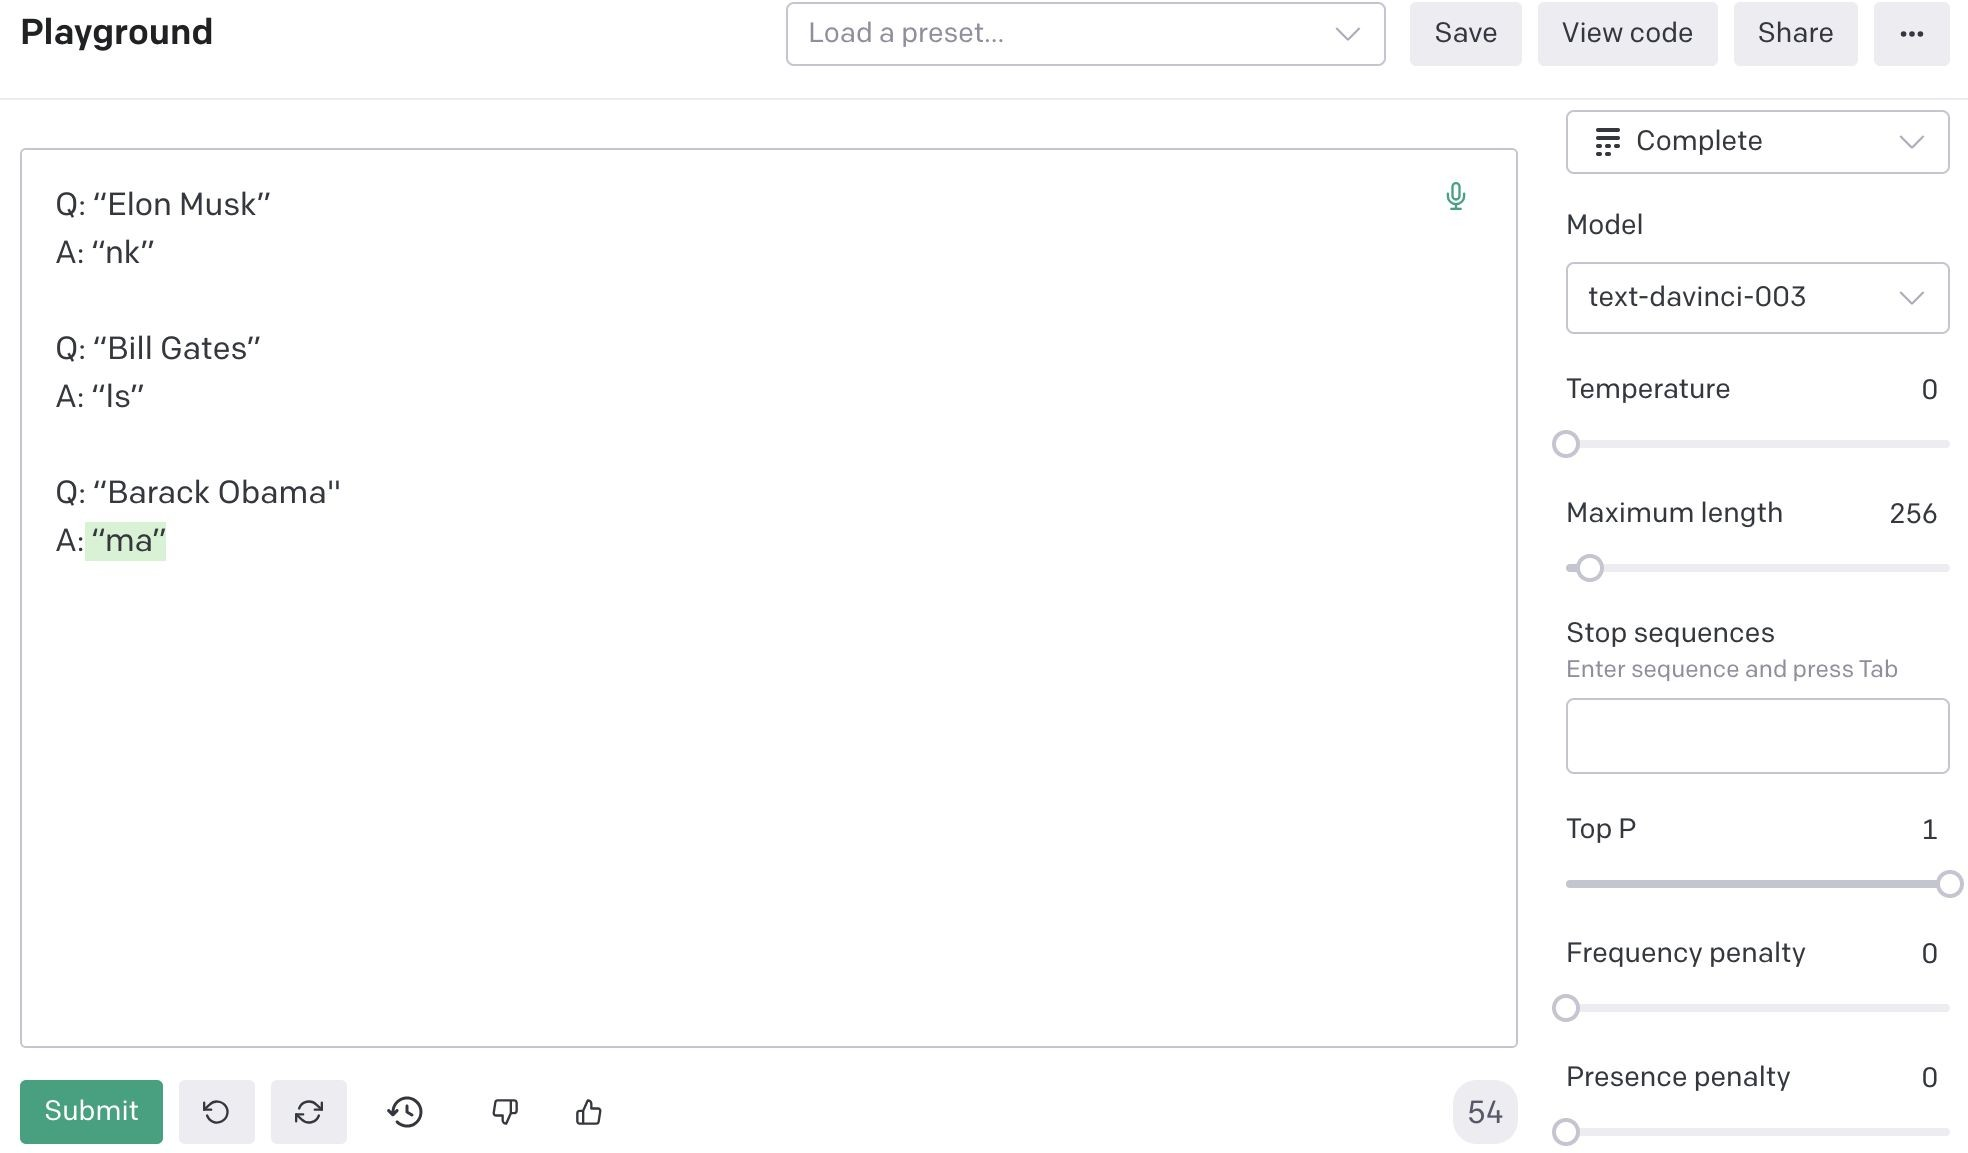 Playground
Load a preset...
Save
View code
Share
Q: “Elon Musk”
A: “nk”
Q: “Bill Gates”
A: “ls”
Q: “Barack Obama"
A: “ma”
Submit
54
Complete
Model
text-davinci-003
Temperature 0
Maximum length 256
Stop sequences
Enter sequence and press Tab
Top P 1
Frequency penalty 0
Presence penalty 0